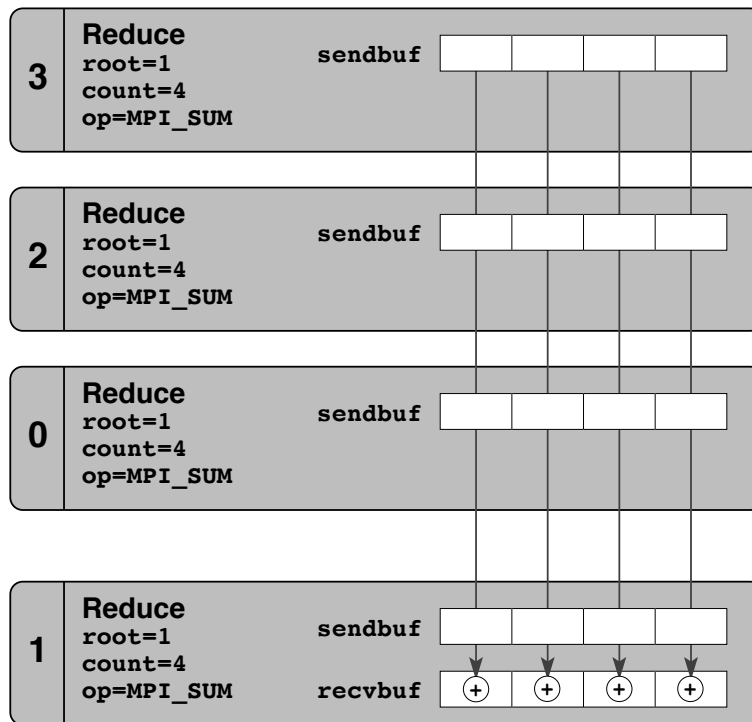 3
Reduce
root=1
count=4
op=MPI_SUM
sendbuf
2
Reduce
root=1
count=4
op=MPI_SUM
sendbuf
0
Reduce
root=1
count=4
op=MPI_SUM
sendbuf
1
Reduce
root=1
count=4
op=MPI_SUM
sendbuf
recvbuf
+ + + +